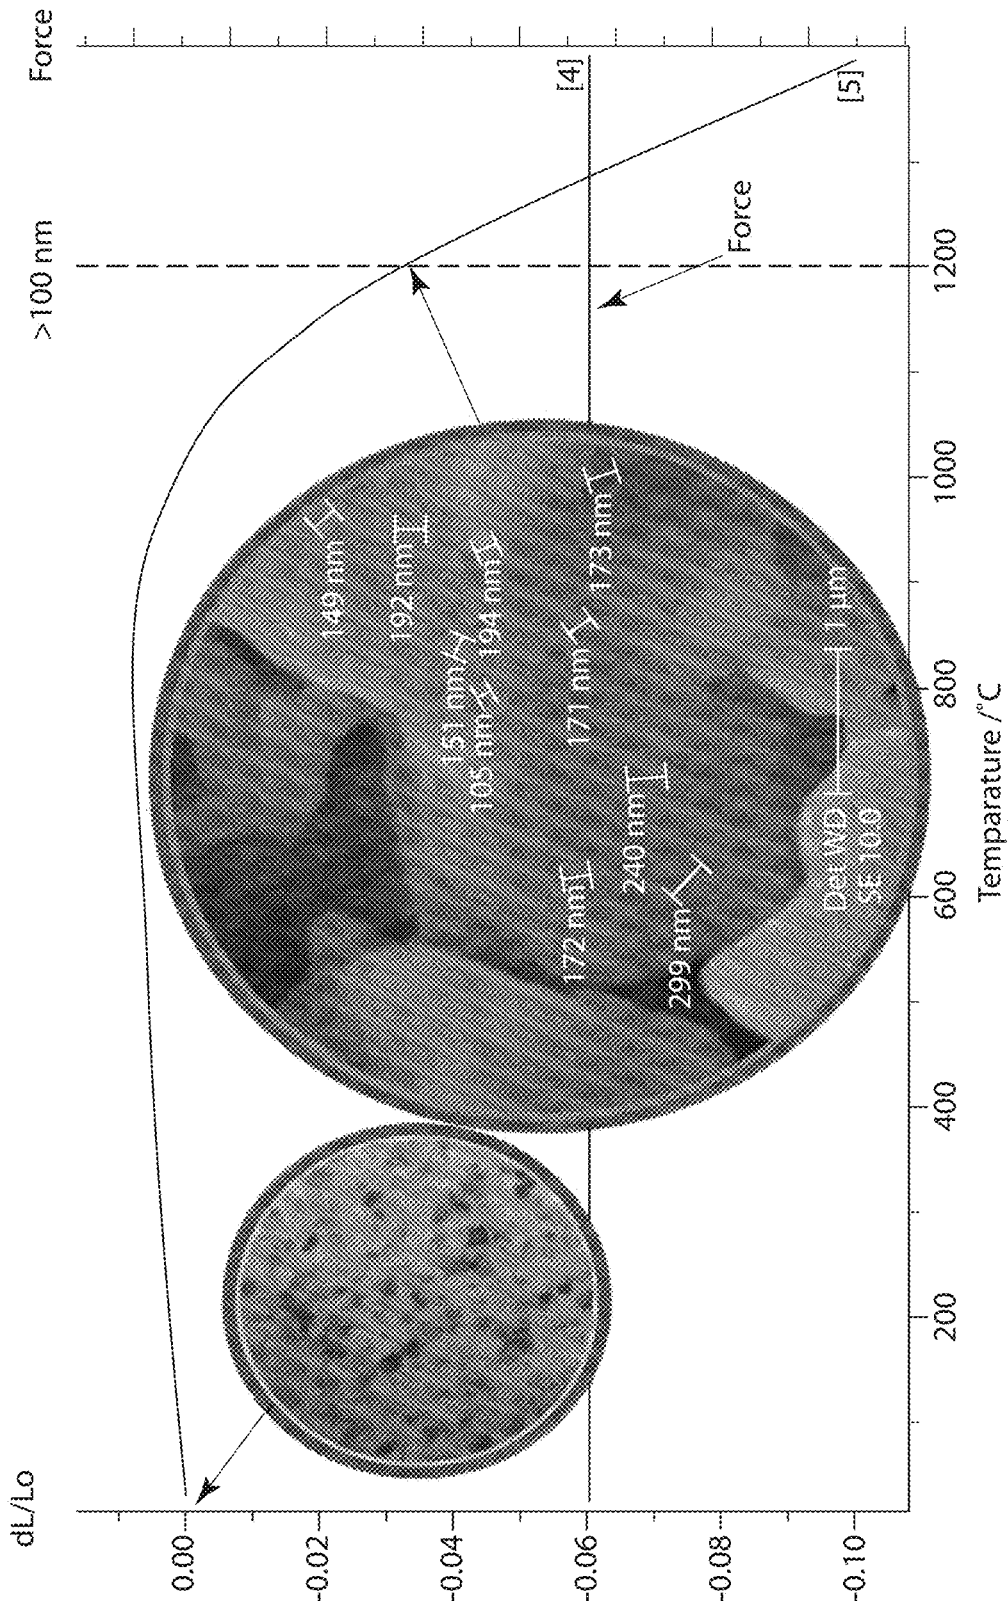 dL/Lo
>100 nm
Force
0.00
-0.02
-0.04
-0.06
-0.08
-0.10
[4]
[5]
Force
149 nm
192 nm
194 nm
151 nm
105 nm
173 nm
171 nm
240 nm
172 nm
299 nm
Det WD
SE 10.0
1 µm
200
400
600
800
1000
1200
Temparature /°C